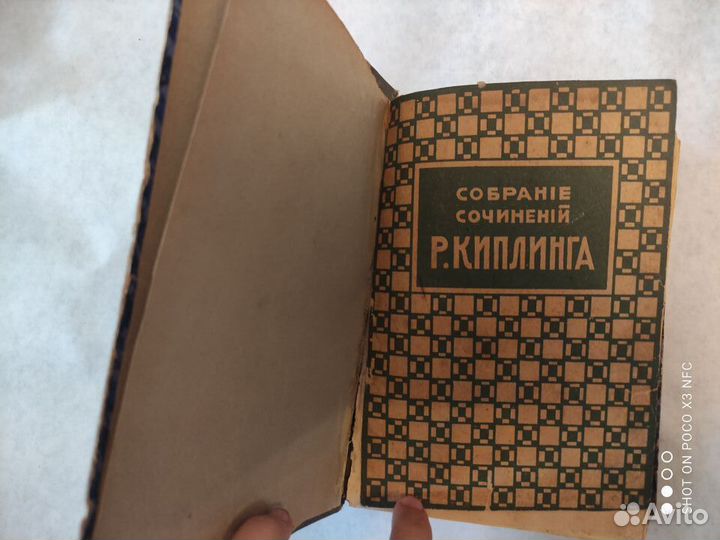 СОБРАНІЕ
СОЧИНЕНІЙ
Р.КИПЛИНГА
SHOT ON POCO X3 NFC
Avito